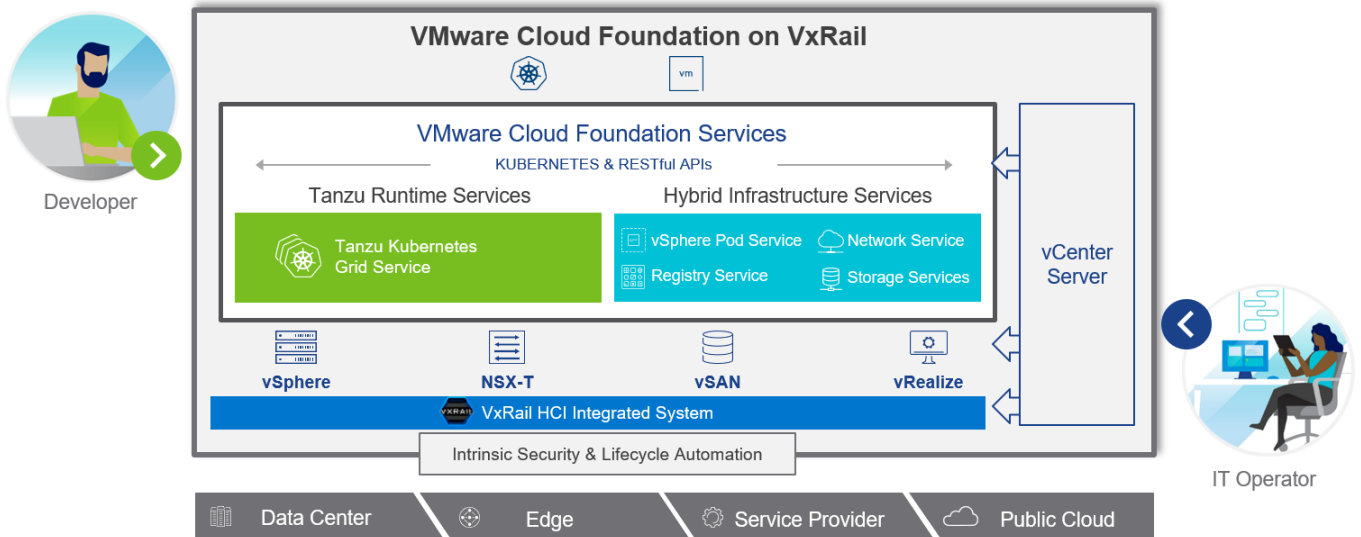 VMware Cloud Foundation on VxRail
vm
VMware Cloud Foundation Services
KUBERNETES & RESTful APIs
Tanzu Runtime Services
Hybrid Infrastructure Services
Tanzu Kubernetes
Grid Service
vSphere Pod Service
Network Service
Registry Service
Storage Services
vCenter
Server
Developer
IT Operator
vSphere
NSX-T
vSAN
vRealize
VXRAIL
VxRail HCI Integrated System
Intrinsic Security & Lifecycle Automation
Data Center
Edge
Service Provider
Public Cloud